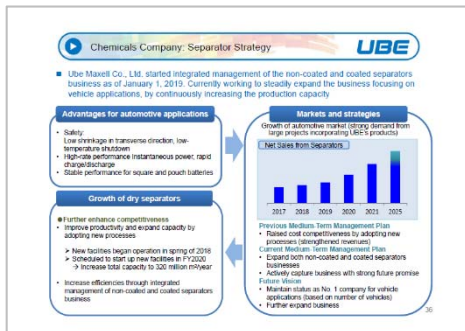 Chemicals Company: Separator Strategy
UBE
Ube Maxell Co., Ltd. started integrated management of the non-coated and coated separators
business as of January 1, 2019. Currently working to steadily expand the business focusing on
vehicle applications, by continuously increasing the production capacity
Advantages for automotive applications
• Safety:
Low shrinkage in transverse direction, low-
temperature shutdown
• High-rate performance Instantaneous power, rapid
charge/discharge
• Stable performance for square and pouch batteries
Growth of dry separators
●Further enhance competitiveness
• Improve productivity and expand capacity by
adopting new processes
➤ New facilities began operation in spring of 2018
➤ Scheduled to start up new facilities in FY2020
→ Increase total capacity to 320 million m²/year
• Increase efficiencies through integrated
management of non-coated and coated separators
business
Markets and strategies
Growth of automotive market (strong demand from
large projects incorporating UBE's products)
Net Sales from Separators
2017 2018 2019 2020 2021 2025
Previous Medium-Term Management Plan
• Raised cost competitiveness by adopting new
processes (strengthened revenues)
Current Medium-Term Management Plan
• Expand both non-coated and coated separators
businesses
• Actively capture business with strong future promise
Future Vision
• Maintain status as No. 1 company for vehicle
applications (based on number of vehicles)
• Further expand business
36